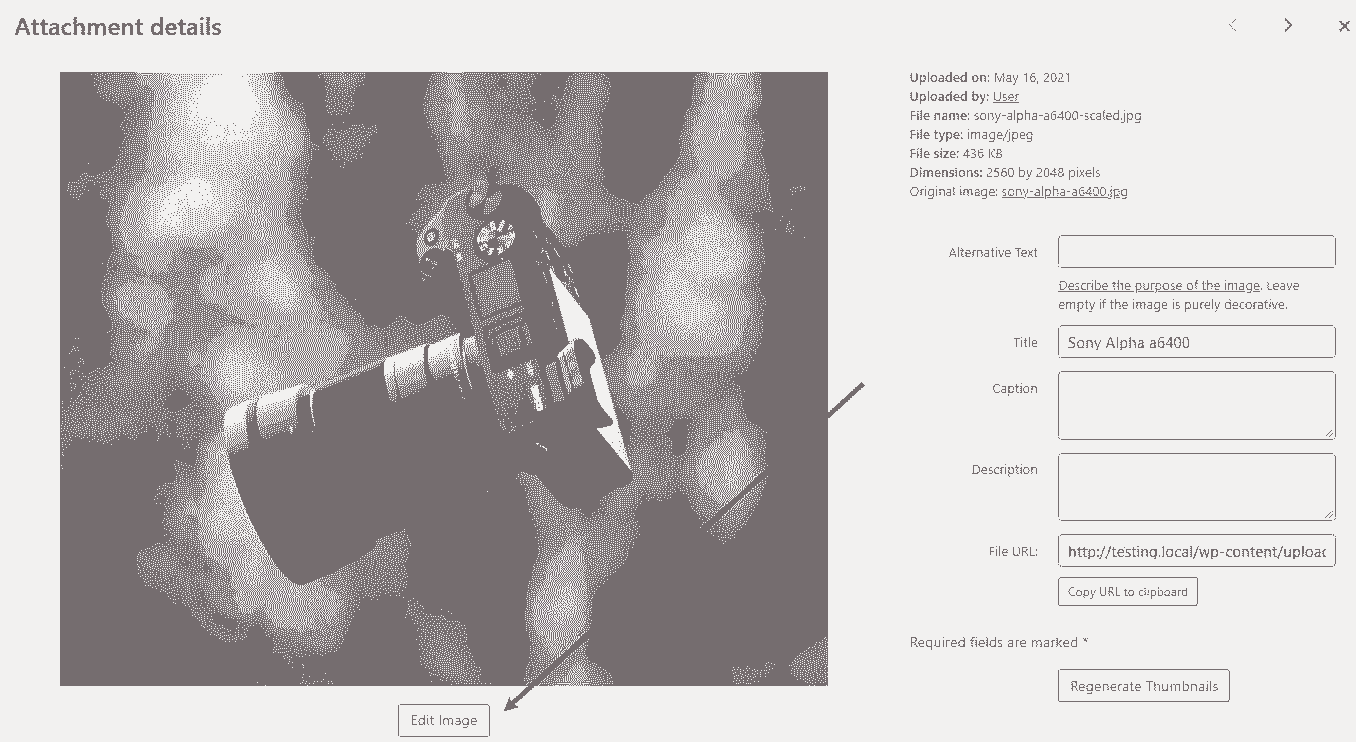 Attachment details
Uploaded on: May 16, 2021
Uploaded by: User
File name: sony-alpha-a6400-scaled.jpg
File type: image/jpeg
File size: 436 KB
Dimensions: 2560 by 2048 pixels
Original image: sony-alpha-a6400.jpg
Alternative Text
Describe the purpose of the image. Leave
empty if the image is purely decorative.
Title
Sony Alpha a6400
Caption
Description
File URL:
http://testing.local/wp-content/upload
Copy URL to clipboard
Required fields are marked *
Regenerate Thumbnails
Edit Image